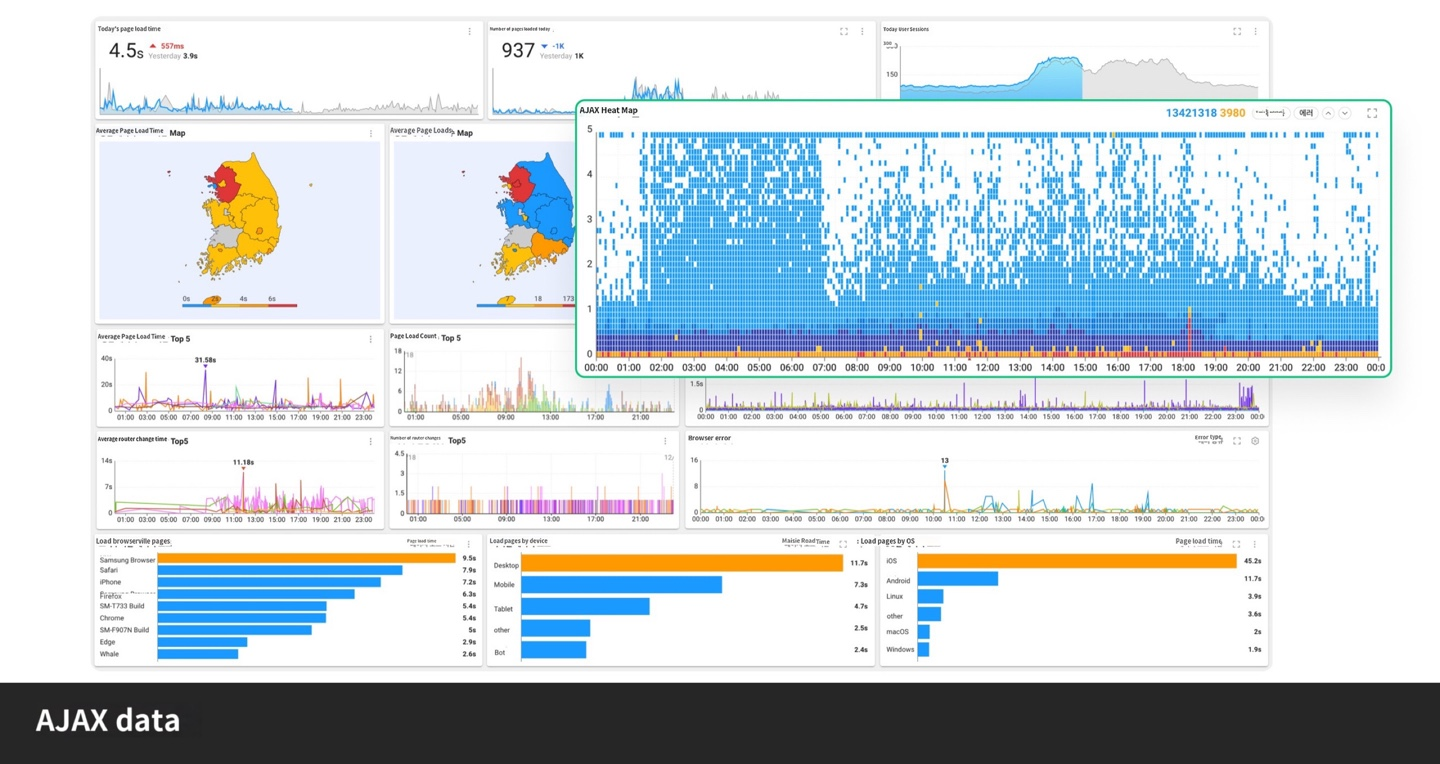 Today's page load time
4.5s
557ms
Yesterday 3.9s
Number of pages loaded today
937
-1K
Yesterday 1K
Today User Sessions
150
AJAX Heat Map
13421318 3980
에러
5
4
3
2
1
0
00:00 01:00 02:00 03:00 04:00 05:00 06:00 07:00 08:00 09:00 10:00 11:00 12:00 13:00 14:00 15:00 16:00 17:00 18:00 19:00 20:00 21:00 22:00 23:00 00:0
Average Page Load Time Map
0s 4s 6s
Average Page Loads Map
7 18 173
Average Page Load Time Top 5
31.58s
40s
20s
0
01:00 03:00 05:00 07:00 09:00 11:00 13:00 15:00 17:00 19:00 21:00 23:00
Page Load Count Top 5
18
18
12
6
0
01:00 05:00 09:00 13:00 17:00 21:00
1.5s
0
00:00 01:00 02:00 03:00 04:00 05:00 06:00 07:00 08:00 09:00 10:00 11:00 12:00 13:00 14:00 15:00 16:00 17:00 18:00 19:00 20:00 21:00 22:00 23:00 00:0
Average router change time Top5
11.18s
14s
7s
0
01:00 03:00 05:00 07:00 09:00 11:00 13:00 15:00 17:00 19:00 21:00 23:00
Number of router changes Top5
4.5
18
12/
3
1.5
0
01:00 05:00 09:00 13:00 17:00 21:00
Browser error
Error type
13
16
8
0
00:00 01:00 02:00 03:00 04:00 05:00 06:00 07:00 08:00 09:00 10:00 11:00 12:00 13:00 14:00 15:00 16:00 17:00 18:00 19:00 20:00 21:00 22:00 23:00 00:0
Load browserville pages
Page load time
Samsung Browser 9.5s
Safari 7.9s
iPhone 7.2s
Firefox 6.3s
SM-T733 Build 5.4s
Chrome 5.4s
SM-F907N Build 5s
Edge 2.9s
Whale 2.6s
Load pages by device
Maisie Road Time
Desktop 11.7s
Mobile 7.3s
Tablet 4.7s
other 2.5s
Bot 2.4s
: Load pages by OS
Page load time
iOS 45.2s
Android 11.7s
Linux 3.9s
other 3.6s
macOS 2s
Windows 1.9s
AJAX data